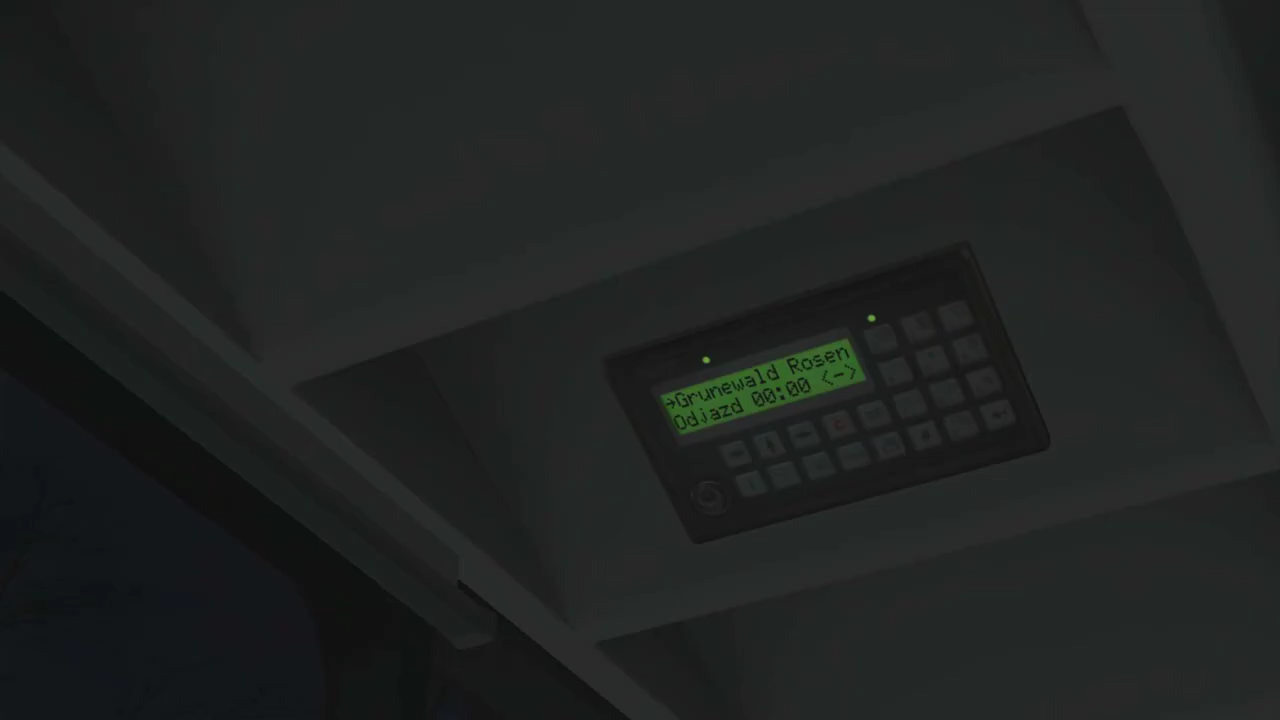 →Grunewald Rosen
Odjazd 00:00 <->